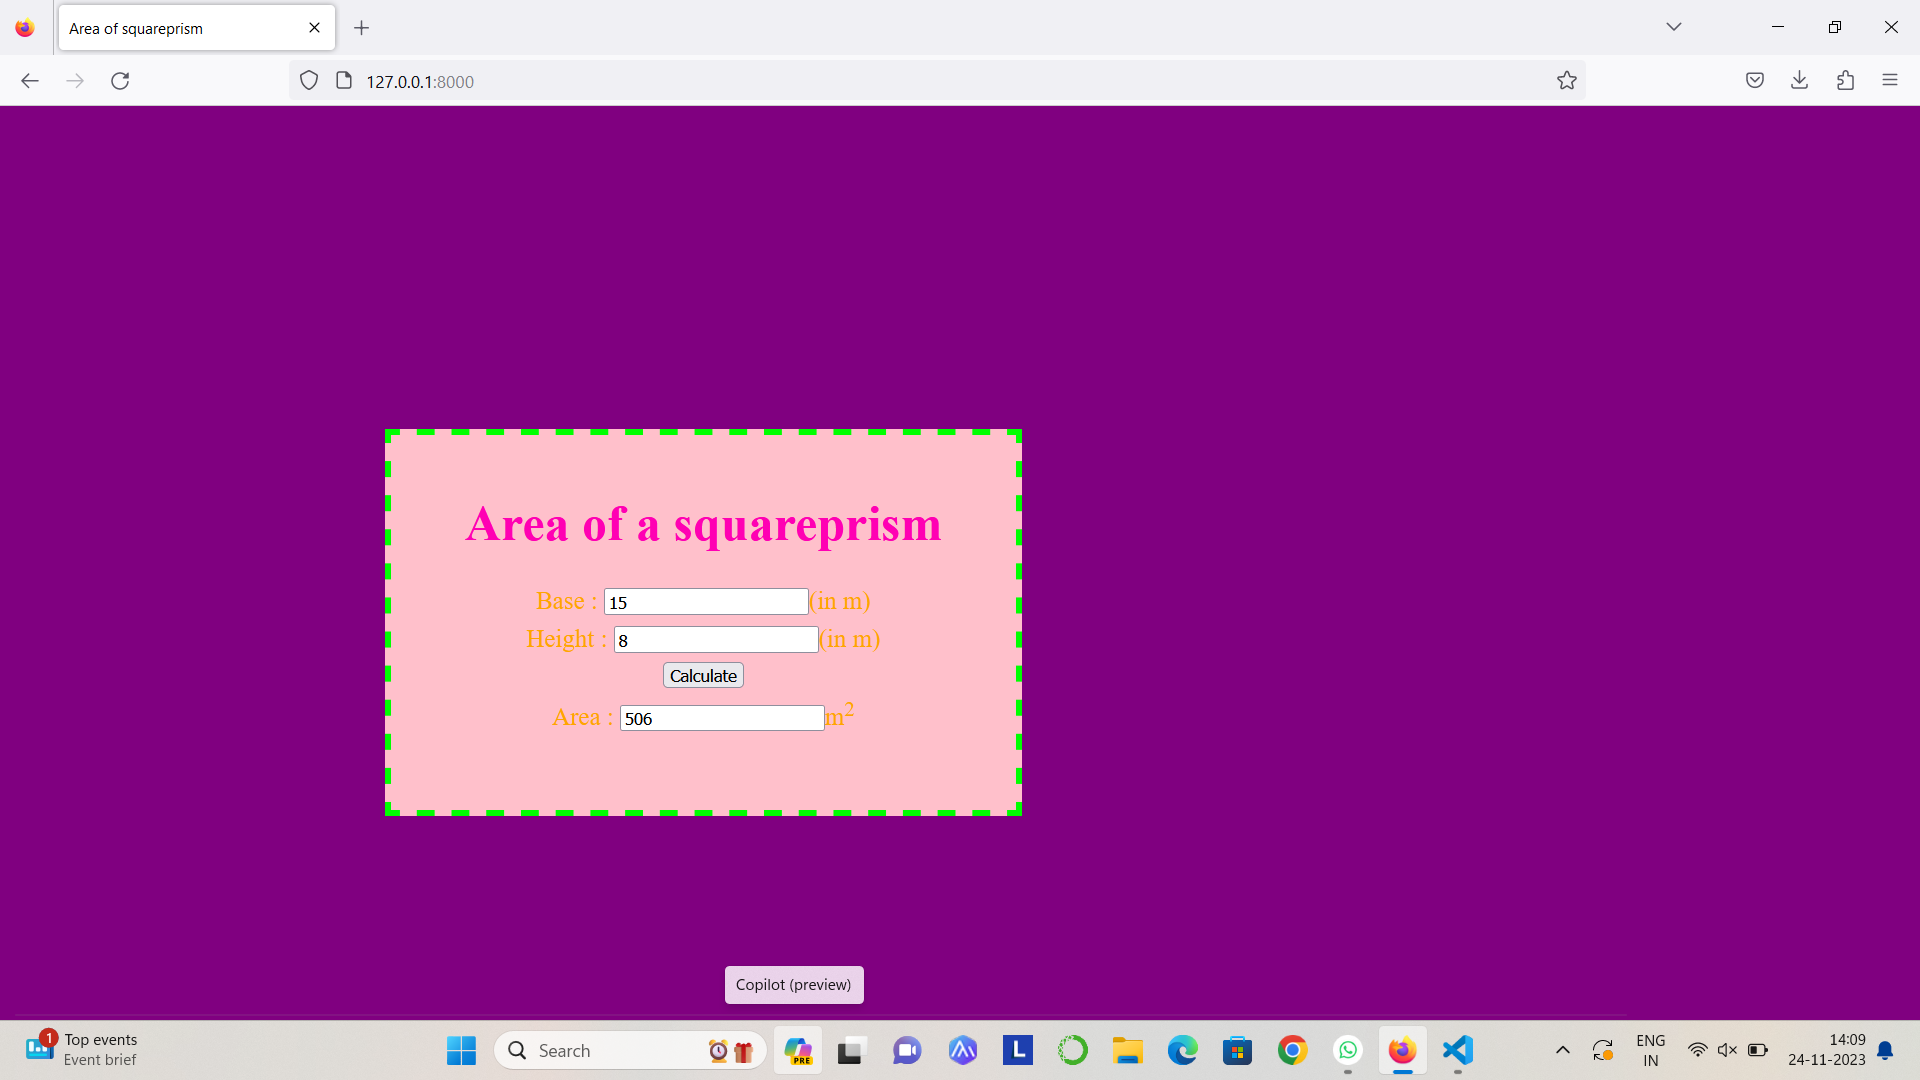 Area of squareprism
127.0.0.1:8000
Area of a squareprism
Base : 15 (in m)
Height : 8 (in m)
Calculate
Area : 506 m²
Copilot (preview)
1
Top events
Event brief
Search
PRE
L
ENG
IN
14:09
24-11-2023